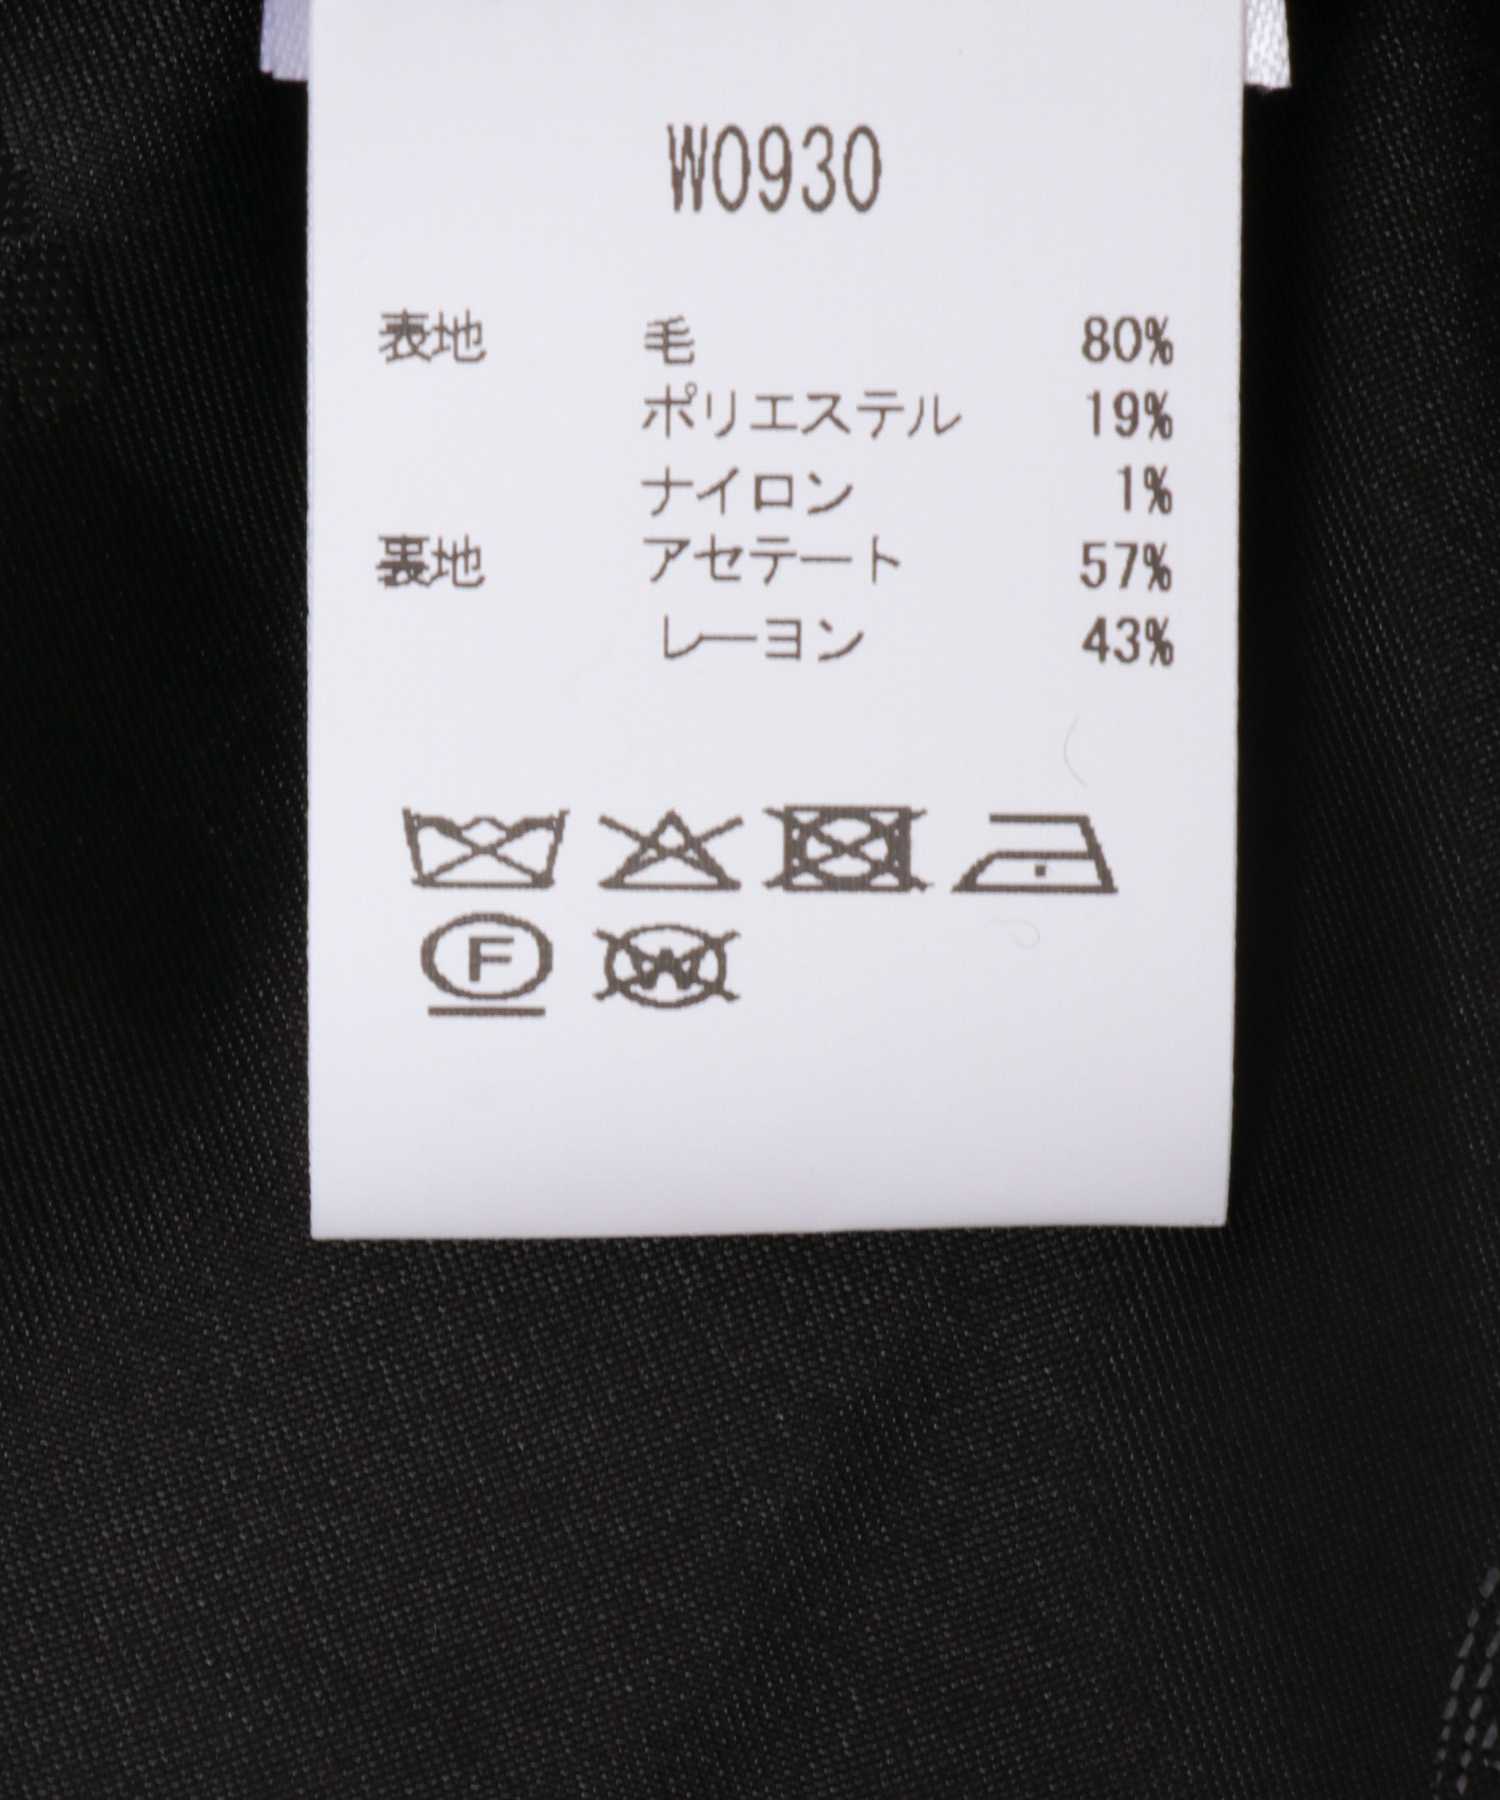 W0930
表地 毛 80%
ポリエステル 19%
ナイロン 1%
裏地 アセテート 57%
レーヨン 43%
F W